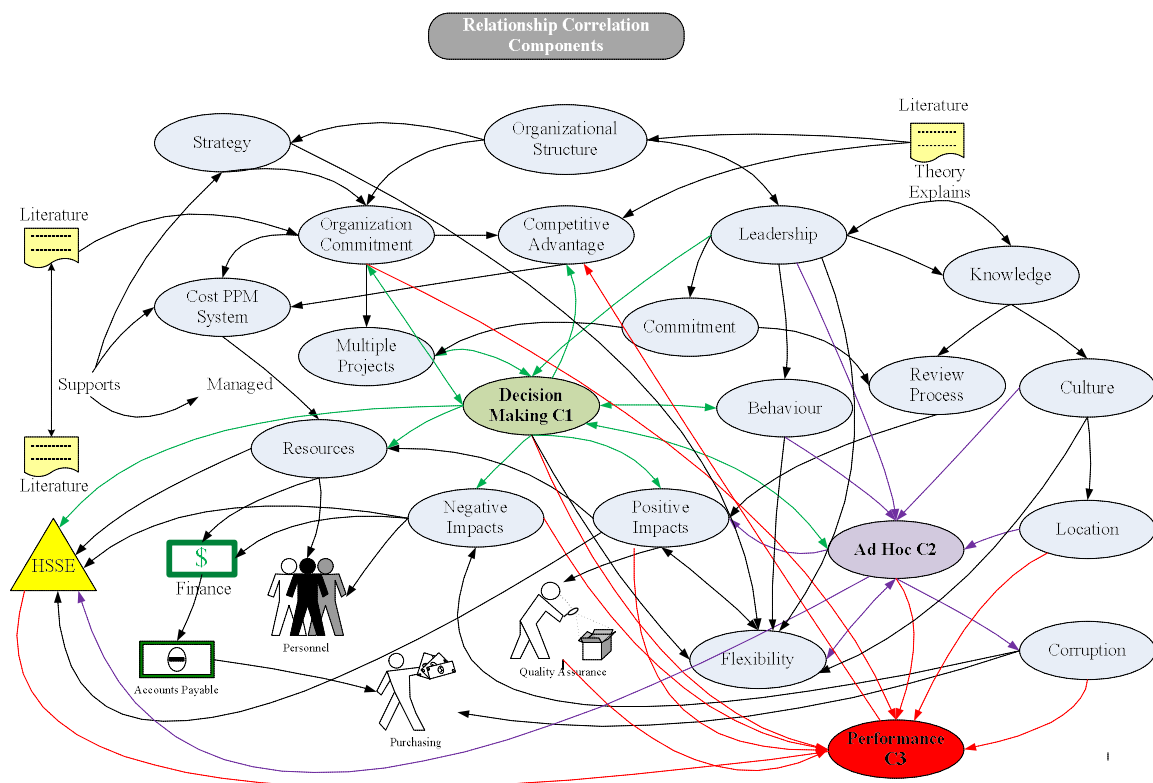 Relationship Correlation
Components
Literature
Organizational
Structure
Strategy
Theory
Explains
Literature
Organization
Commitment
Competitive
Advantage
Leadership
Knowledge
Cost PPM
System
Commitment
Multiple
Projects
Supports
Managed
Review
Process
Culture
Decision
Making C1
Behaviour
Resources
Literature
Negative
Impacts
Positive
Impacts
Location
Ad Hoc C2
HSSE
$
Finance
Personnel
Quality Assurance
Flexibility
Corruption
Accounts Payable
Purchasing
Performance
C3